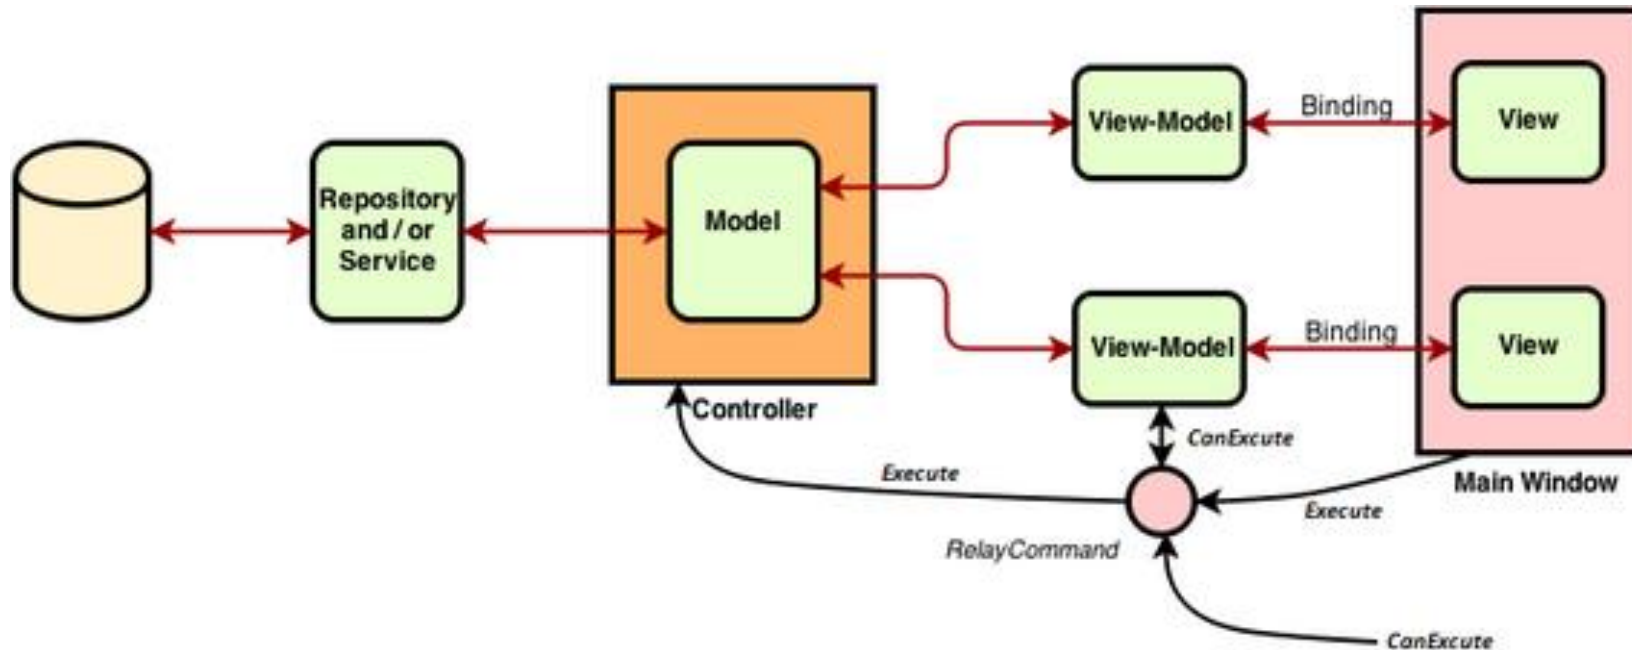 View-Model
Binding
View
Repository
and / or
Service
Model
View-Model
Binding
View
Controller
CanExcute
Execute
Main Window
Execute
RelayCommand
CanExcute